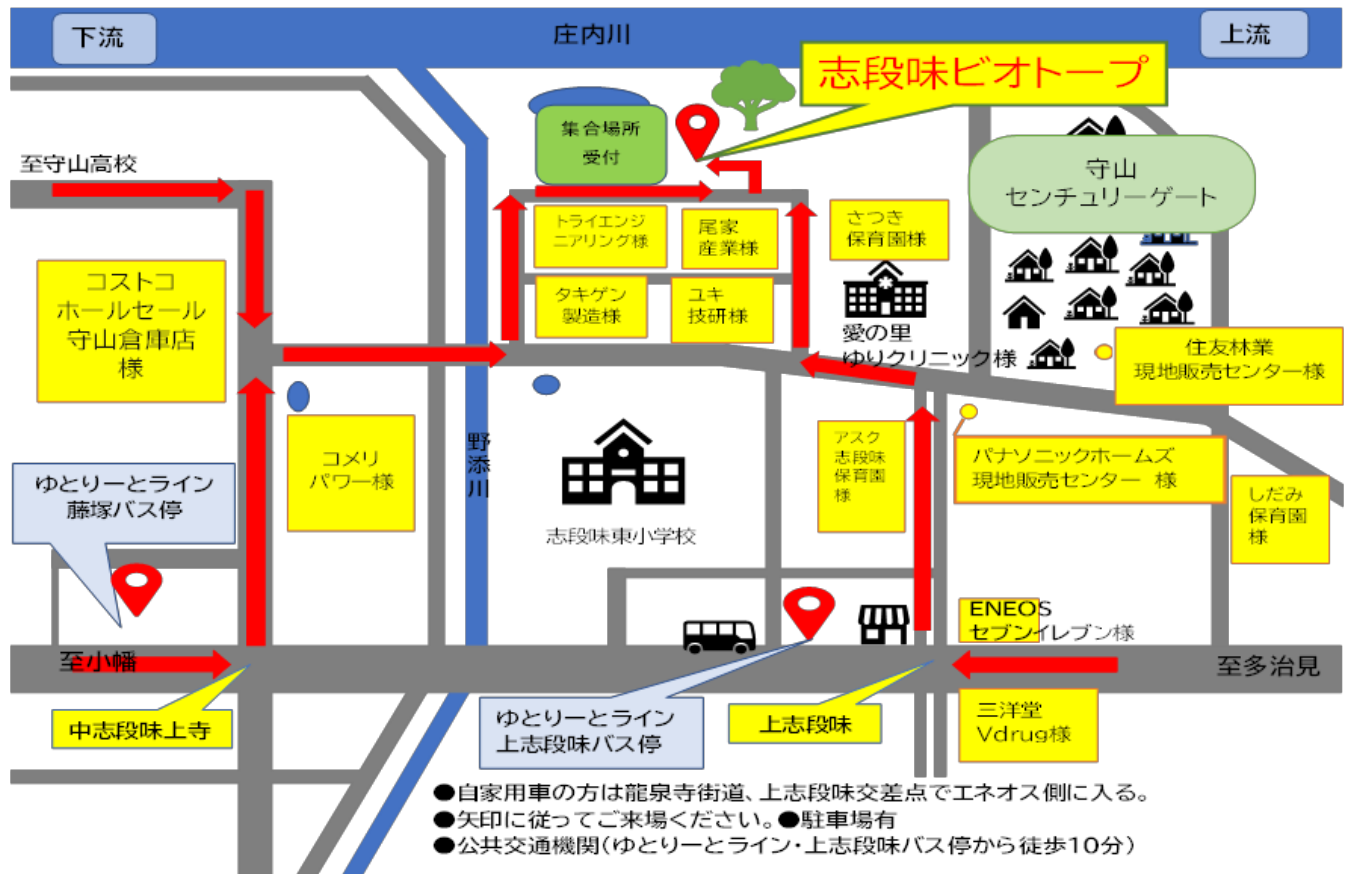 下流
庄内川
上流
志段味ビオトープ
集合場所
受付
至守山高校
守山
センチュリーゲート
トライエンジ
ニアリング様
尾家
産業様
さつき
保育園様
コストコ
ホールセール
守山倉庫店
様
タキゲン
製造様
ユキ
技研様
愛の里
ゆりクリニック様
住友林業
現地販売センター様
コメリ
パワー様
野添川
アスク
志段味
保育園
様
パナソニックホームズ
現地販売センター 様
ゆとりーとライン
藤塚バス停
しだみ
保育園
様
志段味東小学校
ENEOS
セブンイレブン様
至小幡
至多治見
中志段味上寺
ゆとりーとライン
上志段味バス停
上志段味
三洋堂
Vdrug様
●自家用車の方は龍泉寺街道、上志段味交差点でエネオス側に入る。
●矢印に従ってご来場ください。●駐車場有
●公共交通機関(ゆとりーとライン・上志段味バス停から徒歩10分)